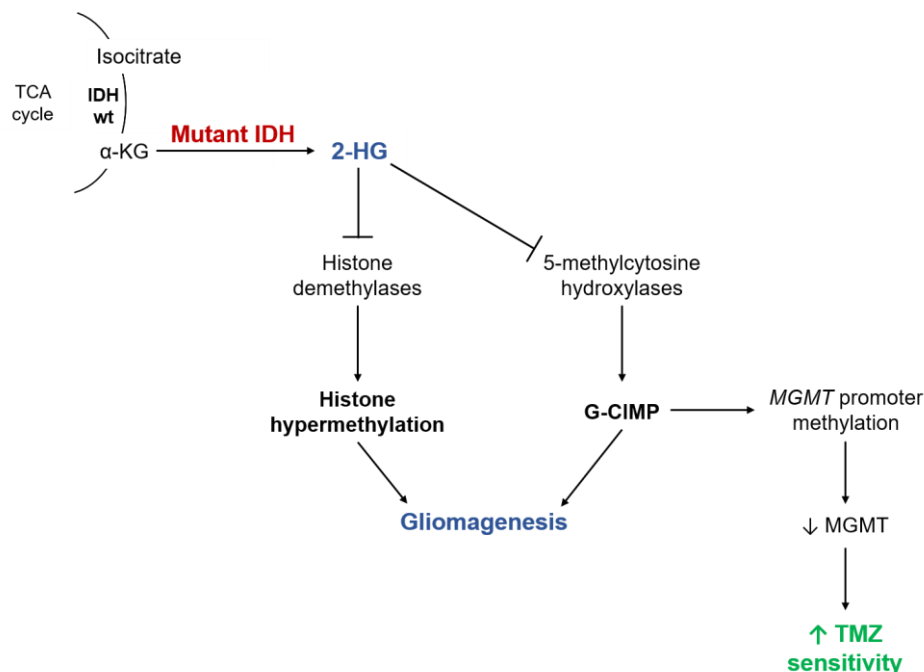 Isocitrate
TCA
cycle
IDH
wt
α-KG
Mutant IDH
2-HG
Histone
demethylases
5-methylcytosine
hydroxylases
Histone
hypermethylation
G-CIMP
MGMT promoter
methylation
Gliomagenesis
↓ MGMT
↑ TMZ
sensitivity